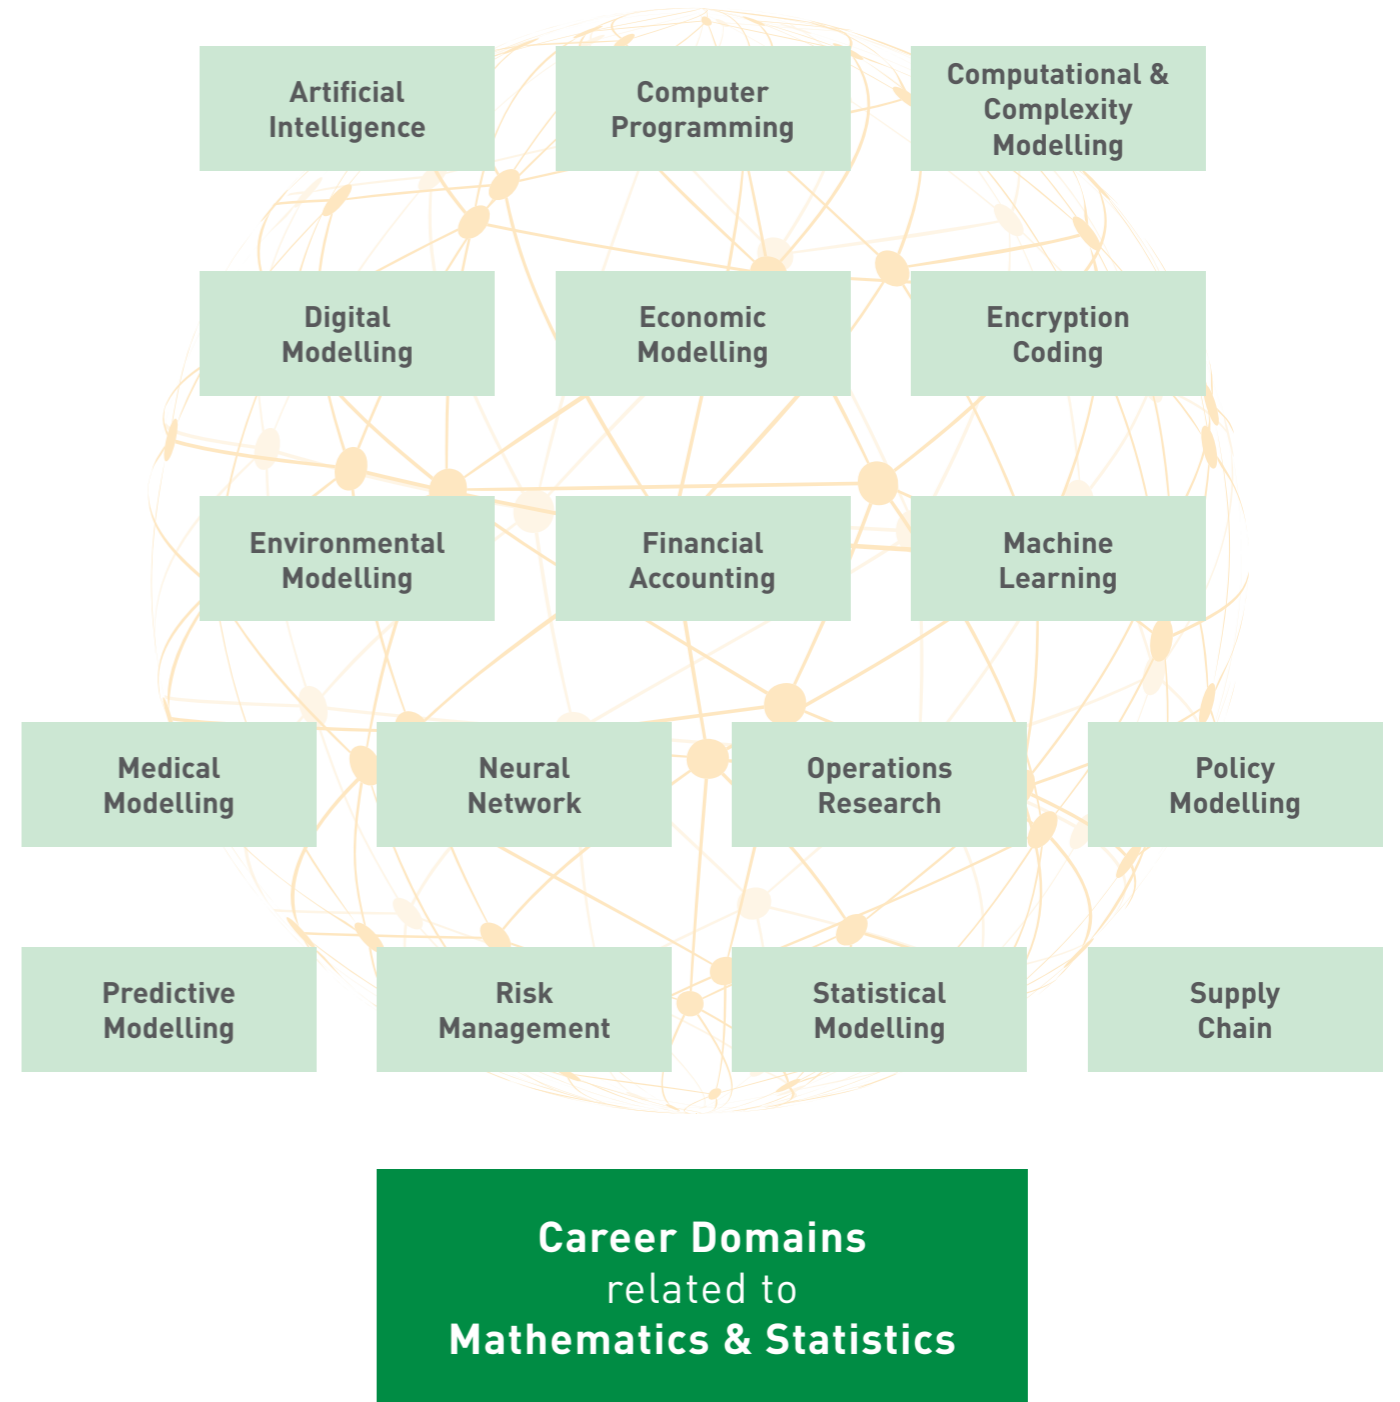 Artificial
Intelligence
Computer
Programming
Computational &
Complexity
Modelling
Digital
Modelling
Economic
Modelling
Encryption
Coding
Environmental
Modelling
Financial
Accounting
Machine
Learning
Medical
Modelling
Neural
Network
Operations
Research
Policy
Modelling
Predictive
Modelling
Risk
Management
Statistical
Modelling
Supply
Chain
Career Domains
related to
Mathematics & Statistics